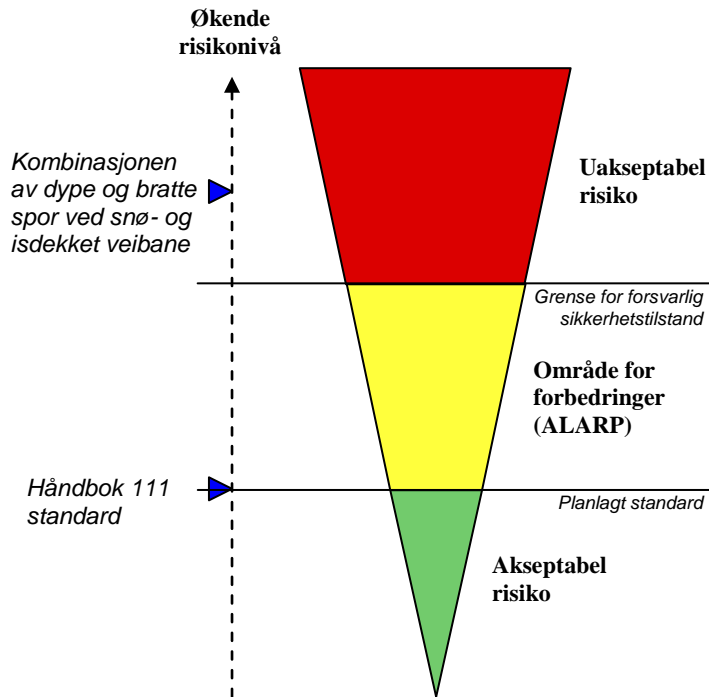 Økende
risikonivå
Kombinasjonen
av dype og bratte
spor ved snø- og
isdekket veibane
Uakseptabel
risiko
Grense for forsvarlig
sikkerhetstilstand
Område for
forbedringer
(ALARP)
Håndbok 111
standard
Planlagt standard
Akseptabel
risiko